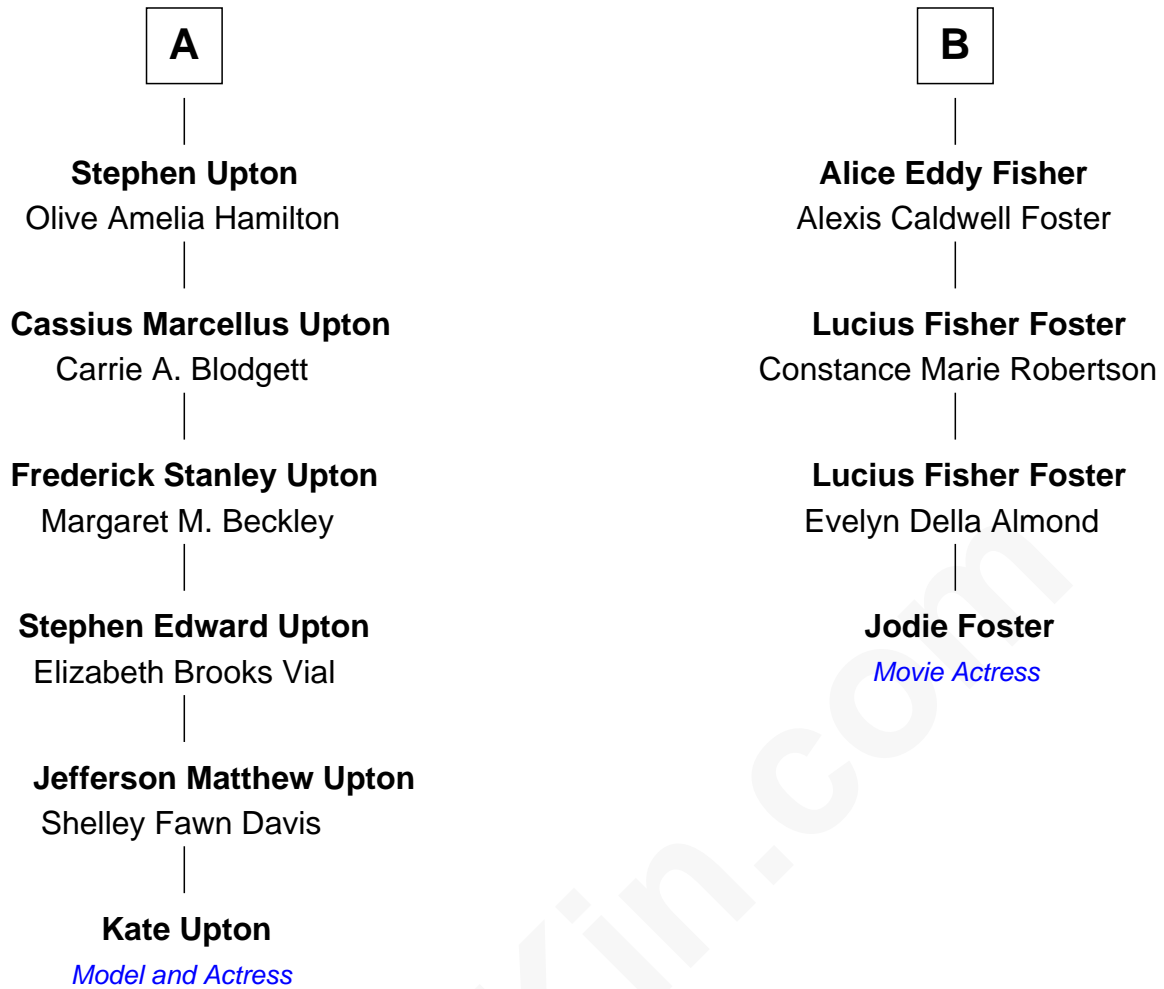 A
Stephen Upton
Olive Amelia Hamilton
Cassius Marcellus Upton
Carrie A. Blodgett
Frederick Stanley Upton
Margaret M. Beckley
Stephen Edward Upton
Elizabeth Brooks Vial
Jefferson Matthew Upton
Shelley Fawn Davis
Kate Upton
Model and Actress
B
Alice Eddy Fisher
Alexis Caldwell Foster
Lucius Fisher Foster
Constance Marie Robertson
Lucius Fisher Foster
Evelyn Della Almond
Jodie Foster
Movie Actress
Kin.com